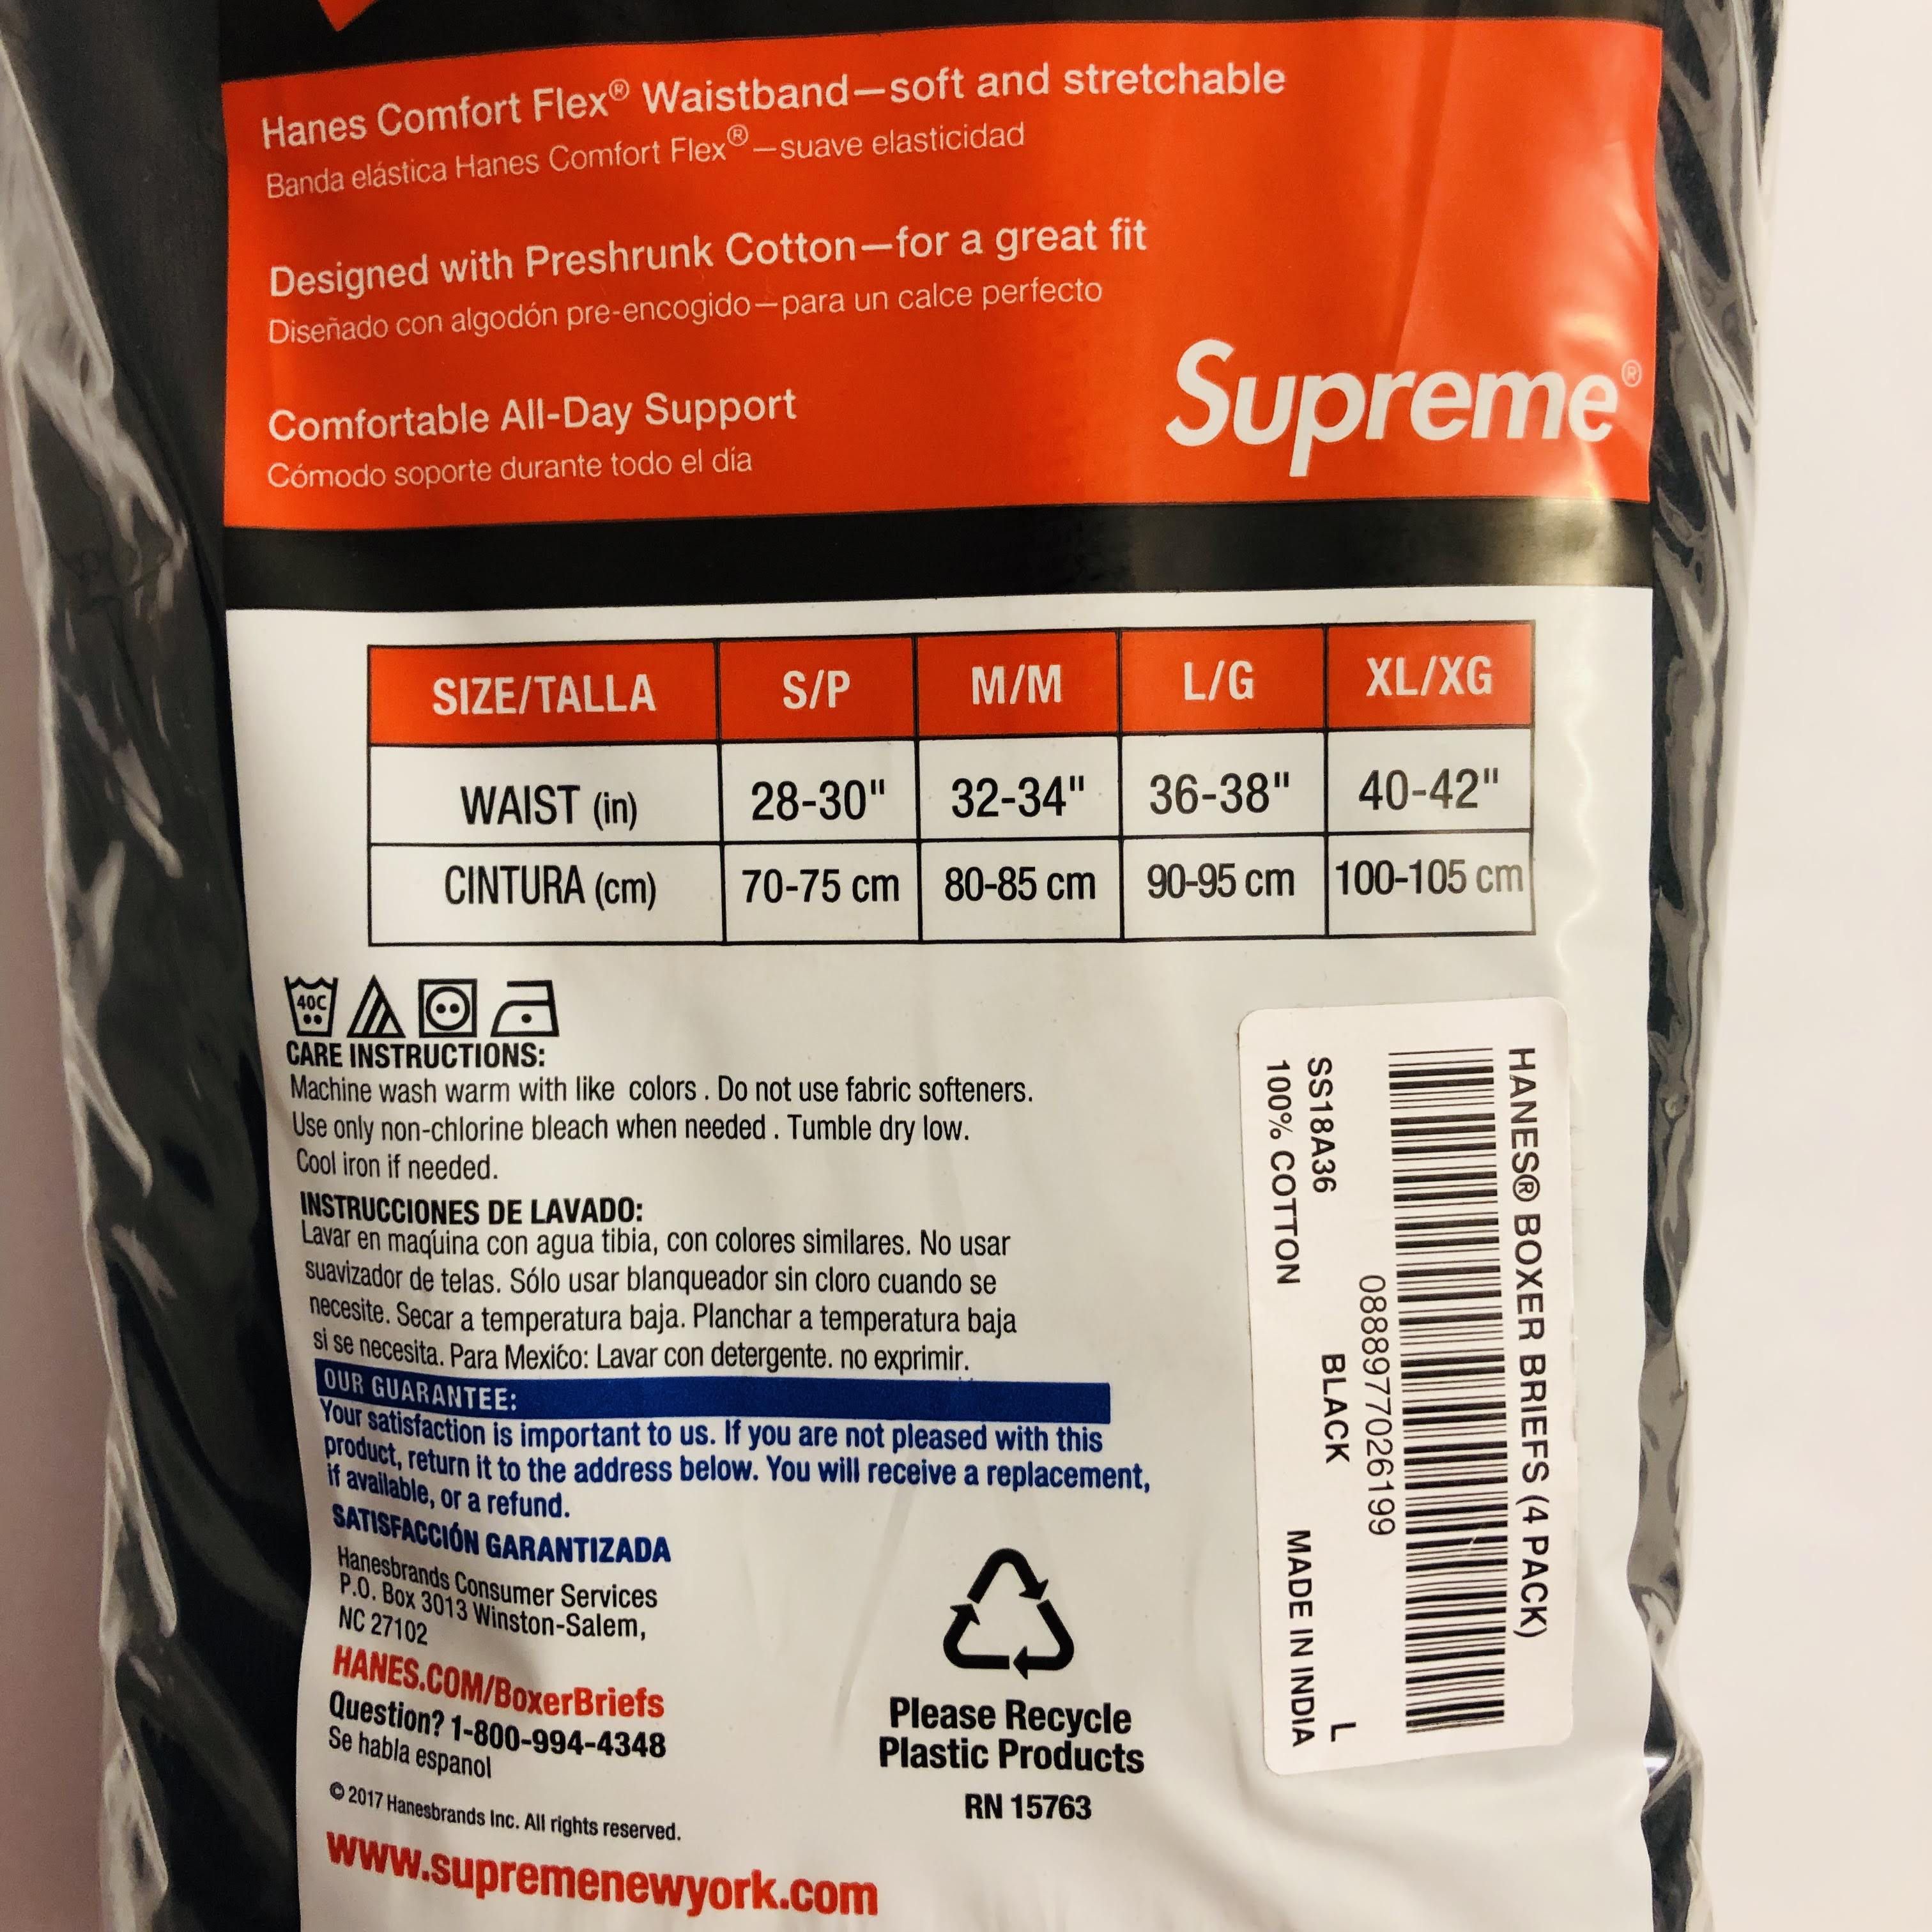 Hanes Comfort Flex® Waistband—soft and stretchable
Banda elástica Hanes Comfort Flex®—suave elasticidad
Designed with Preshrunk Cotton—for a great fit
Diseñado con algodón pre-encogido—para un calce perfecto
Comfortable All-Day Support
Cómodo soporte durante todo el día
Supreme®
SIZE/TALLA S/P M/M L/G XL/XG
WAIST (in) 28-30" 32-34" 36-38" 40-42"
CINTURA (cm) 70-75 cm 80-85 cm 90-95 cm 100-105 cm
40C
CARE INSTRUCTIONS:
Machine wash warm with like colors . Do not use fabric softeners.
Use only non-chlorine bleach when needed . Tumble dry low.
Cool iron if needed.
INSTRUCCIONES DE LAVADO:
Lavar en maqúina con agua tibia, con colores similares. No usar
suavizador de telas. Sólo usar blanqueador sin cloro cuando se
necesite. Secar a temperatura baja. Planchar a temperatura baja
si se necesita. Para Mexićo: Lavar con detergente. no exprimir.
OUR GUARANTEE:
Your satisfaction is important to us. If you are not pleased with this
product, return it to the address below. You will receive a replacement,
if available, or a refund.
SATISFACCIÓN GARANTIZADA
Hanesbrands Consumer Services
P.O. Box 3013 Winston-Salem,
NC 27102
HANES.COM/BoxerBriefs
Question? 1-800-994-4348
Se habla espanol
© 2017 Hanesbrands Inc. All rights reserved.
www.supremenewyork.com
Please Recycle
Plastic Products
RN 15763
HANES® BOXER BRIEFS (4 PACK)
088897026199
SS18A36 BLACK L
100% COTTON MADE IN INDIA